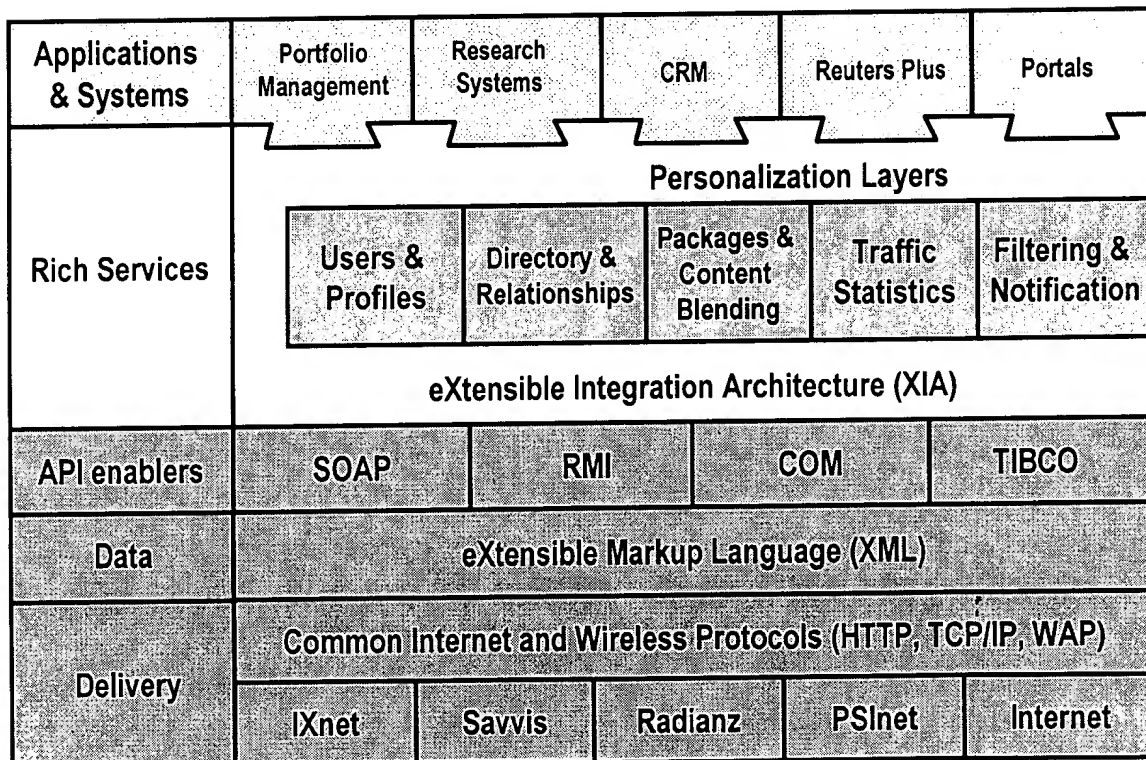 Applications
& Systems
Portfolio
Management
Research
Systems
CRM
Reuters Plus
Portals
Rich Services
Personalization Layers
Users &
Profiles
Directory &
Relationships
Packages &
Content
Blending
Traffic
Statistics
Filtering &
Notification
eXtensible Integration Architecture (XIA)
API enablers
SOAP
RMI
COM
TIBCO
Data
eXtensible Markup Language (XML)
Delivery
Common Internet and Wireless Protocols (HTTP, TCP/IP, WAP)
IXnet
Savvis
Radianz
PSInet
Internet